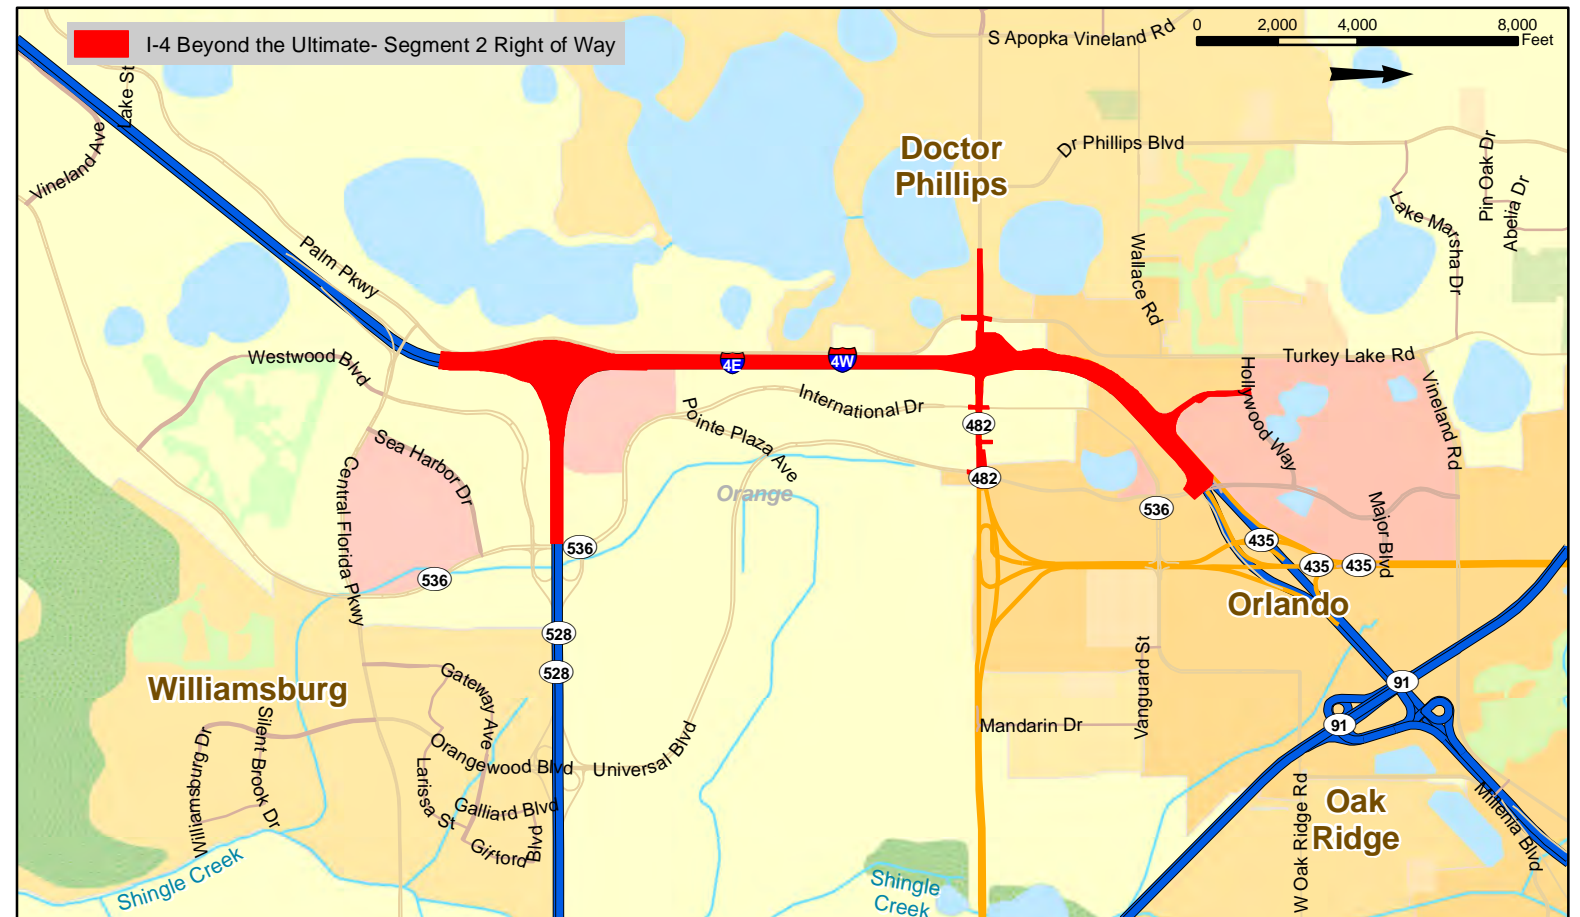 I-4 Beyond the Ultimate- Segment 2 Right of Way
S Apopka Vineland Rd
0 2,000 4,000 8,000
Feet
Lake St
Vineland Ave
Doctor
Phillips
Dr Phillips Blvd
Pin Oak Dr
Abelia Dr
Lake Marsha Dr
Wallace Rd
Palm Pkwy
Westwood Blvd
4E
4W
Turkey Lake Rd
Hollywood Way
Vineland Rd
International Dr
Pointe Plaza Ave
482
482
Sea Harbor Dr
Central Florida Pkwy
Orange
536
536
536
435
435
435
Major Blvd
Orlando
528
528
Williamsburg
Gateway Ave
Vanguard St
91
91
Mandarin Dr
Silent Brook Dr
Williamsburg Dr
Orangewood Blvd
Universal Blvd
Larissa St
Galliard Blvd
Gifford Blvd
W Oak Ridge Rd
Oak
Ridge
Millenia Blvd
Shingle Creek
Shingle
Creek